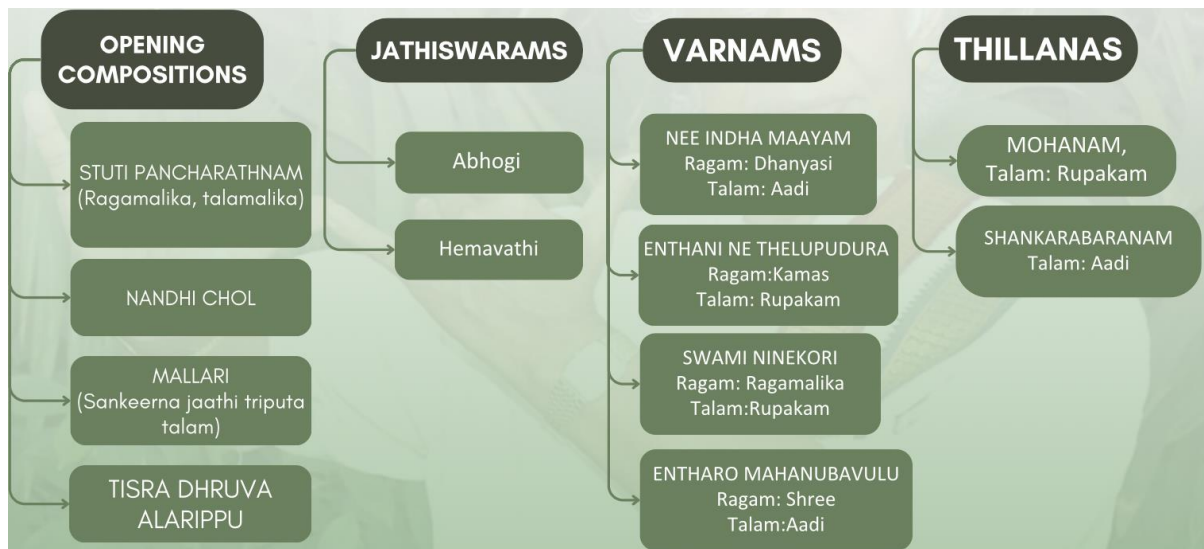 OPENING
COMPOSITIONS
STUTI PANCHARATHNAM
(Ragamalika, talamalika)
NANDHI CHOL
MALLARI
(Sankeerna jaathi triputa
talam)
TISRA DHRUVA
ALARIPPU
JATHISWARAMS
Abhogi
Hemavathi
VARNAMS
NEE INDHA MAAYAM
Ragam: Dhanyasi
Talam: Aadi
ENTHANI NE THELUPUDURA
Ragam:Kamas
Talam: Rupakam
SWAMI NINEKORI
Ragam: Ragamalika
Talam:Rupakam
ENTHARO MAHANUBAVULU
Ragam: Shree
Talam:Aadi
THILLANAS
MOHANAM,
Talam: Rupakam
SHANKARABARANAM
Talam: Aadi